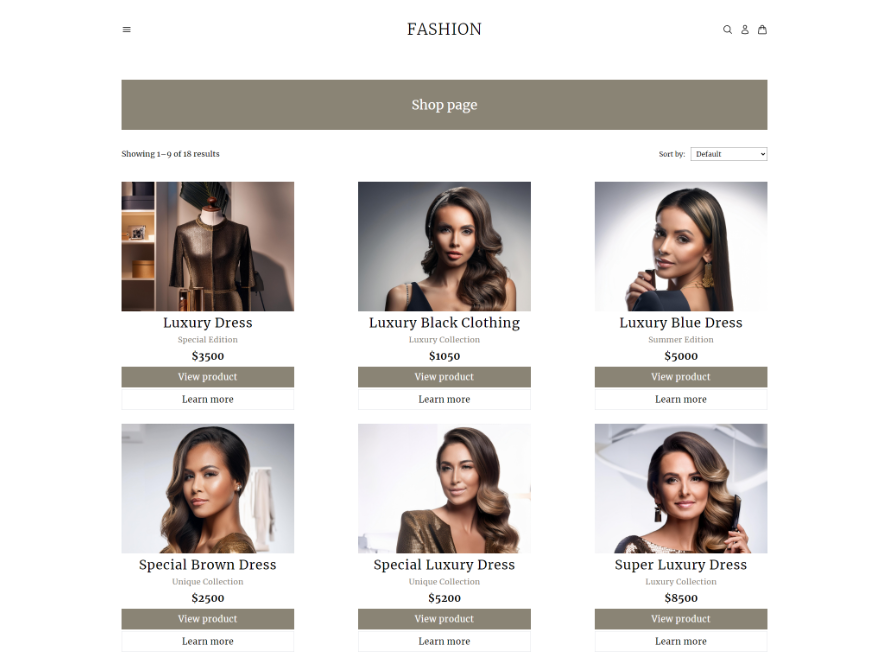 FASHION
Shop page
Showing 1–9 of 18 results
Sort by: Default
Luxury Dress
Special Edition
$3500
View product
Learn more
Luxury Black Clothing
Luxury Collection
$1050
View product
Learn more
Luxury Blue Dress
Summer Edition
$5000
View product
Learn more
Special Brown Dress
Unique Collection
$2500
View product
Learn more
Special Luxury Dress
Unique Collection
$5200
View product
Learn more
Super Luxury Dress
Luxury Collection
$8500
View product
Learn more